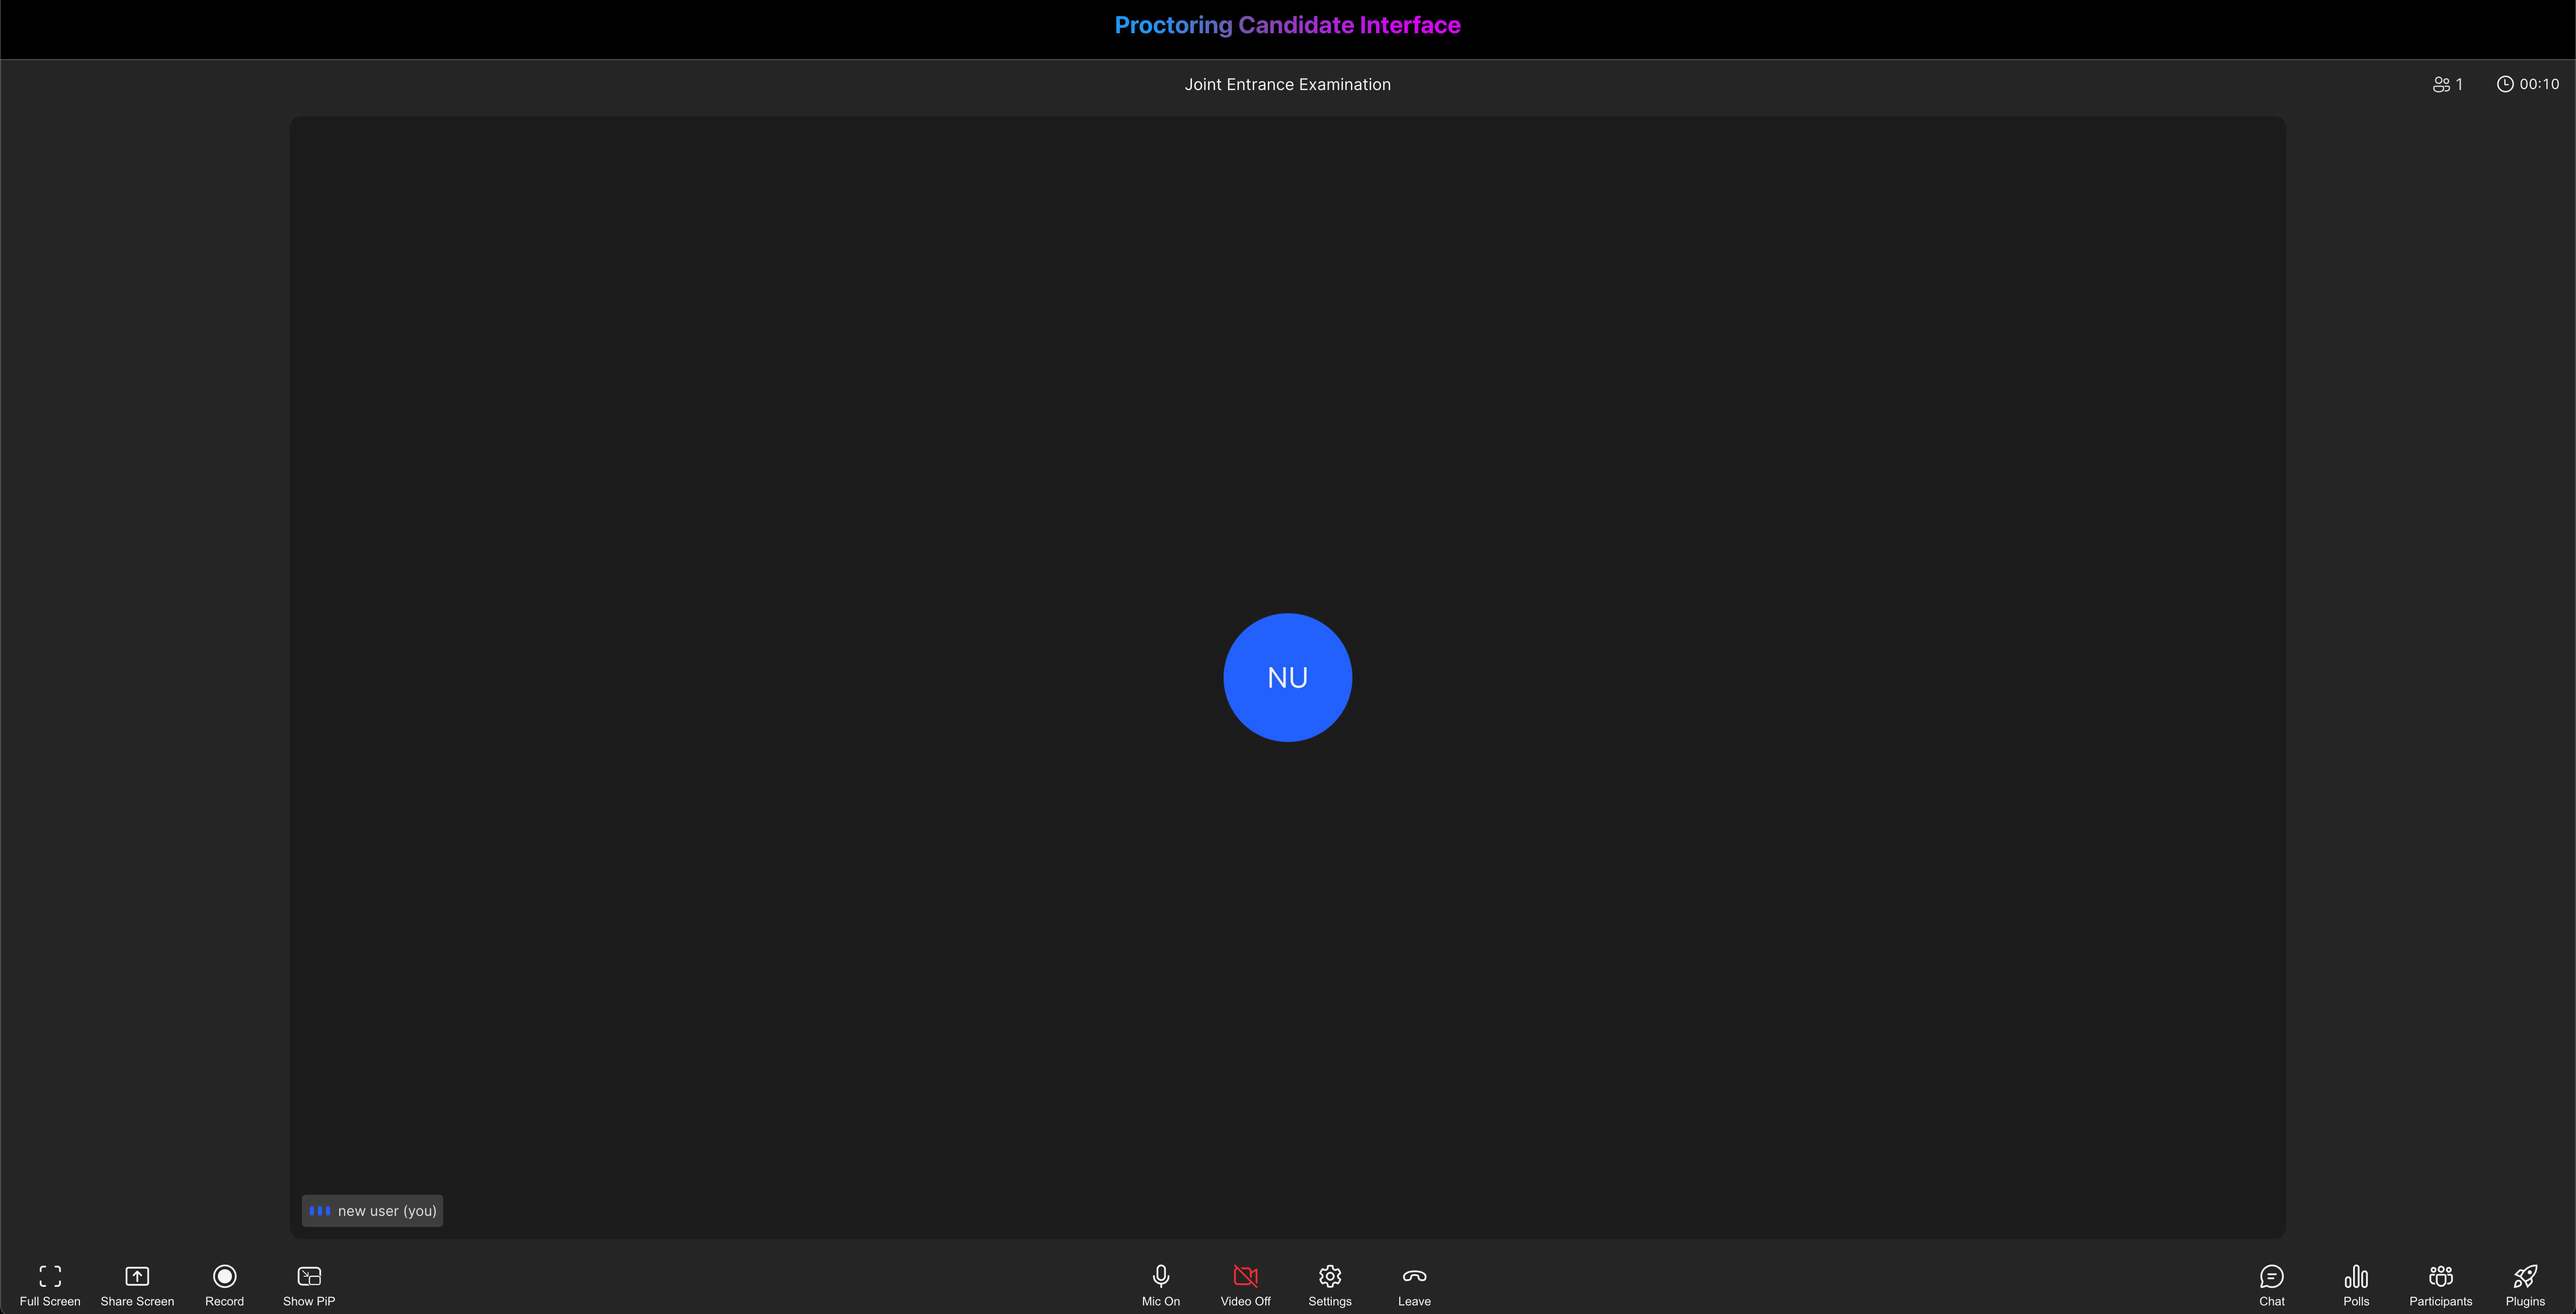 Proctoring Candidate Interface
Joint Entrance Examination
1
00:10
NU
new user (you)
Full Screen
Share Screen
Record
Show PiP
Mic On
Video Off
Settings
Leave
Chat
Polls
Participants
Plugins